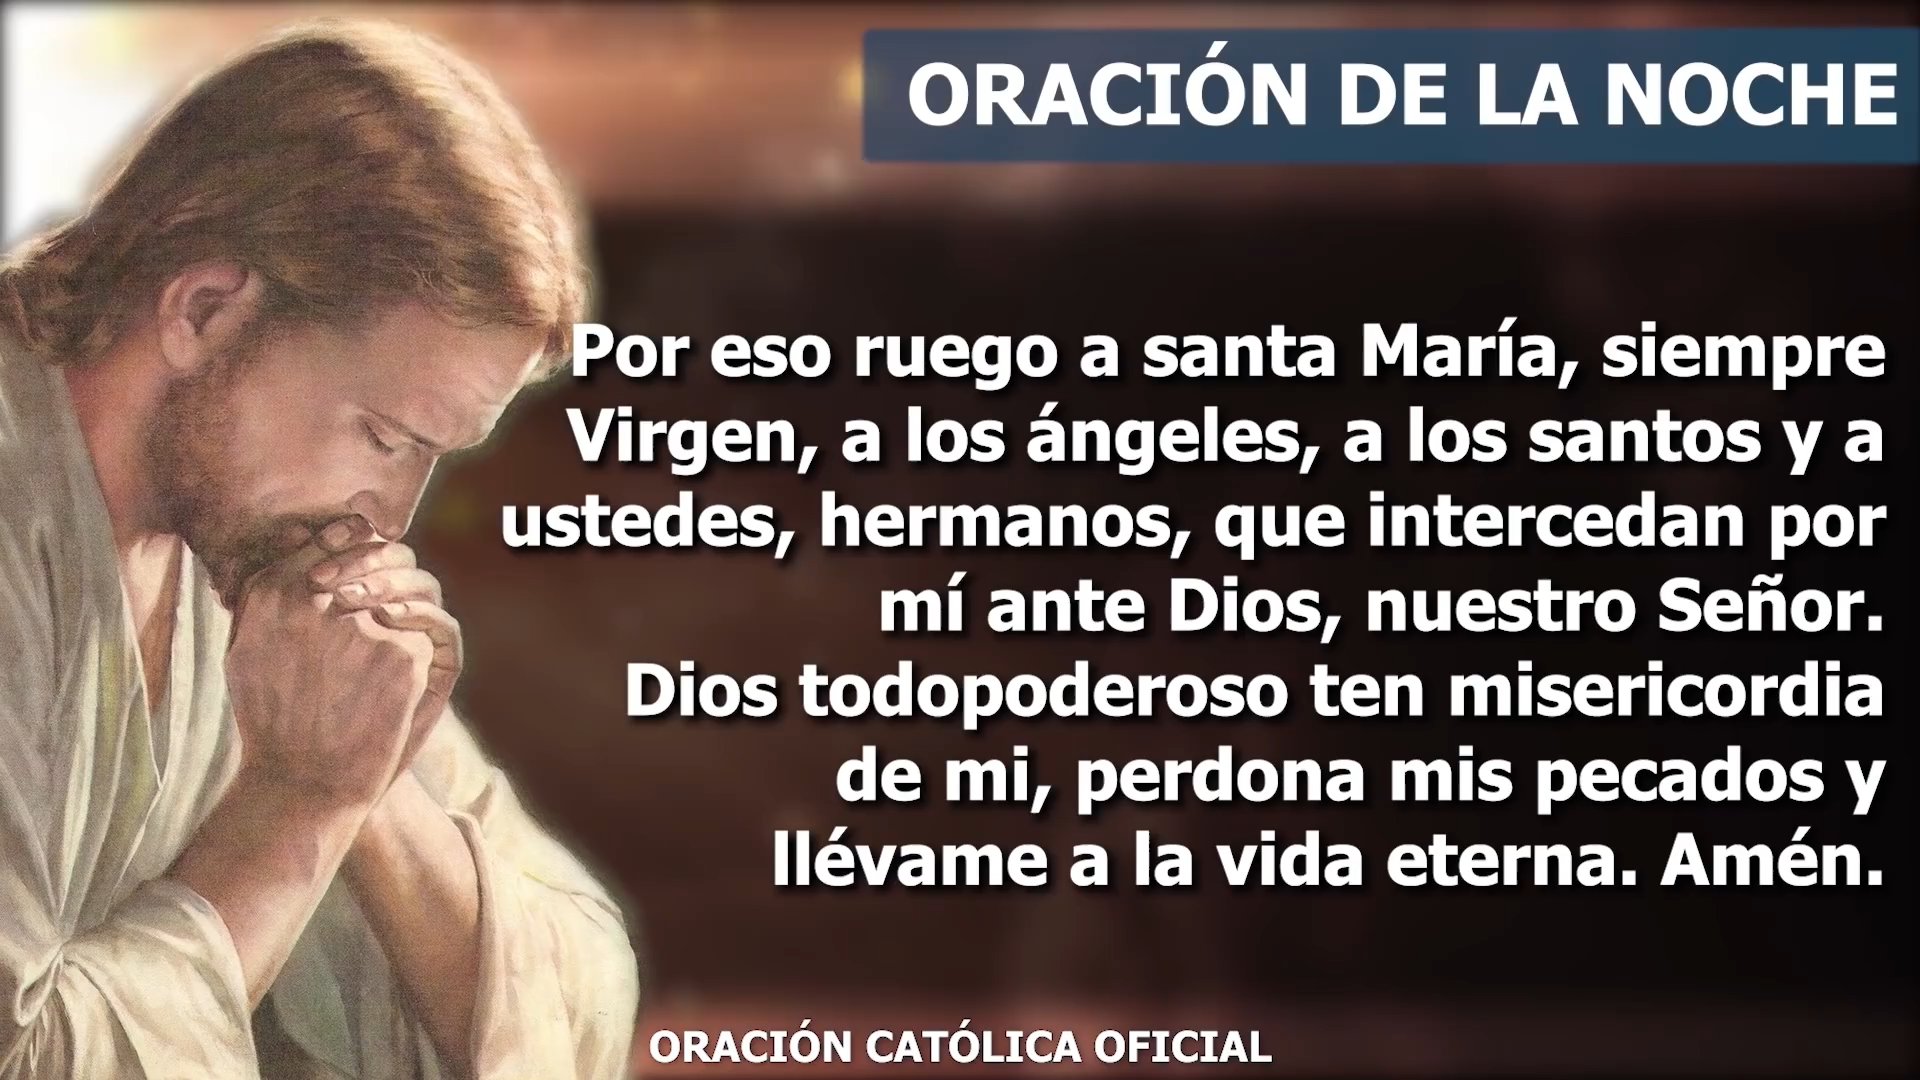 ORACIÓN DE LA NOCHE
Por eso ruego a santa María, siempre
Virgen, a los ángeles, a los santos y a
ustedes, hermanos, que intercedan por
mí ante Dios, nuestro Señor.
Dios todopoderoso ten misericordia
de mi, perdona mis pecados y
llévame a la vida eterna. Amén.
ORACIÓN CATÓLICA OFICIAL